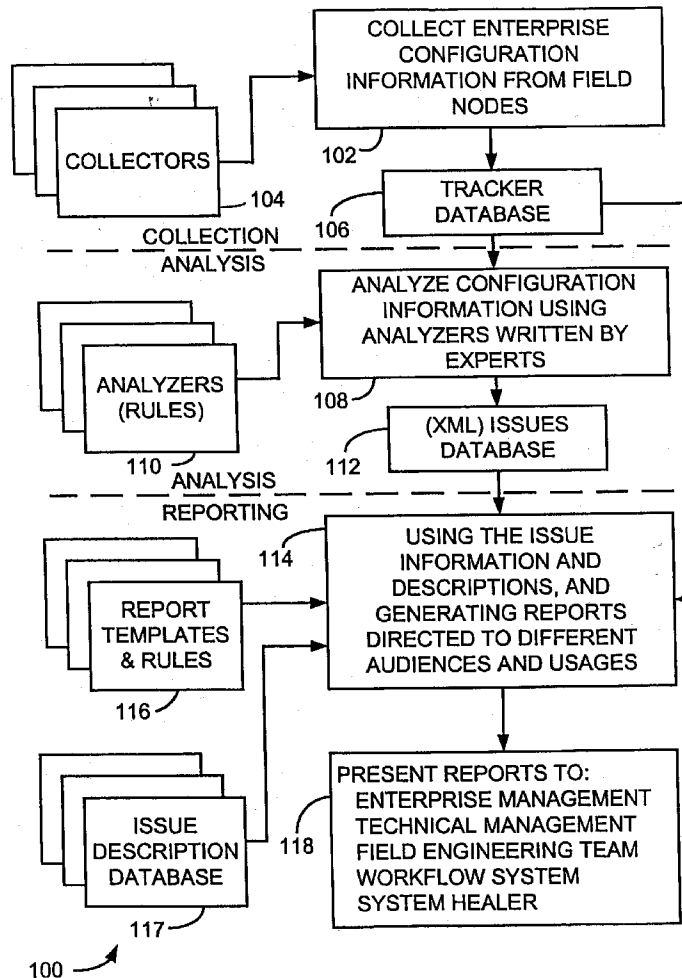 COLLECT ENTERPRISE
CONFIGURATION
INFORMATION FROM FIELD
NODES
102
COLLECTORS
104
106
TRACKER
DATABASE
COLLECTION
ANALYSIS
ANALYZE CONFIGURATION
INFORMATION USING
ANALYZERS WRITTEN BY
EXPERTS
108
ANALYZERS
(RULES)
110
112
(XML) ISSUES
DATABASE
ANALYSIS
REPORTING
114
USING THE ISSUE
INFORMATION AND
DESCRIPTIONS, AND
GENERATING REPORTS
DIRECTED TO DIFFERENT
AUDIENCES AND USAGES
REPORT
TEMPLATES
& RULES
116
ISSUE
DESCRIPTION
DATABASE
117
118
PRESENT REPORTS TO:
ENTERPRISE MANAGEMENT
TECHNICAL MANAGEMENT
FIELD ENGINEERING TEAM
WORKFLOW SYSTEM
SYSTEM HEALER
100